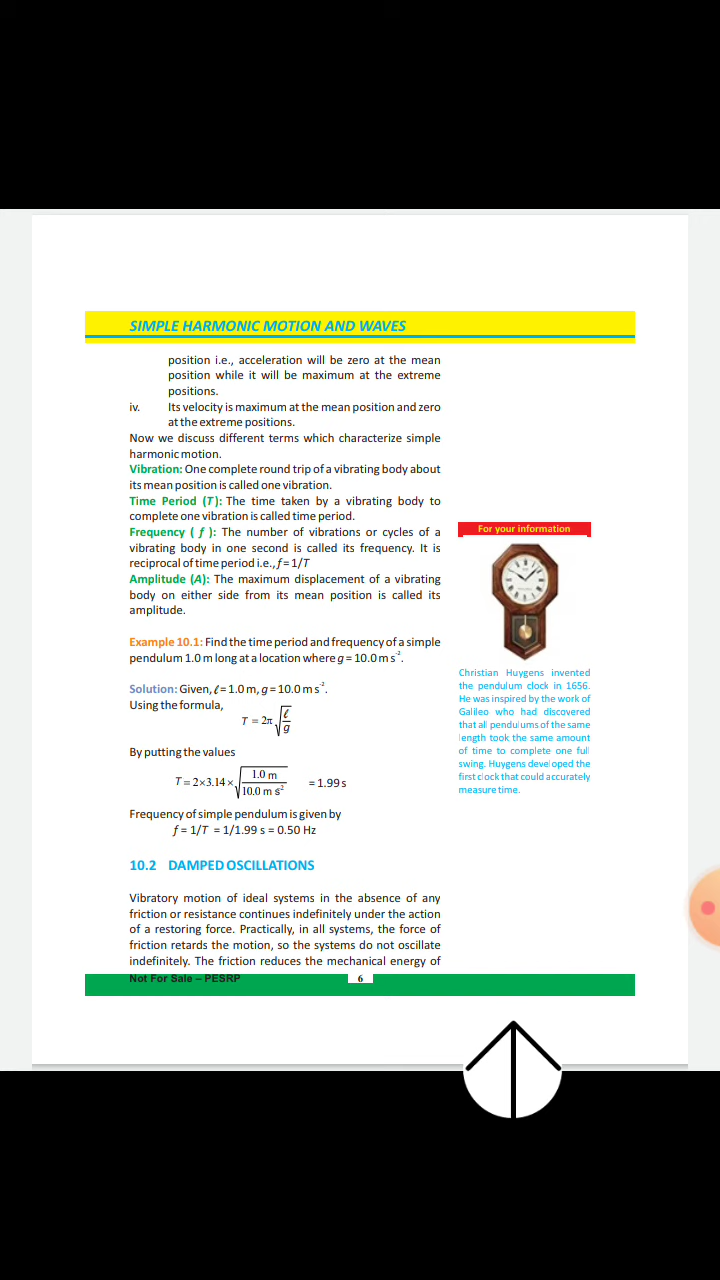 SIMPLE HARMONIC MOTION AND WAVES
position i.e., acceleration will be zero at the mean
position while it will be maximum at the extreme
positions.
iv. Its velocity is maximum at the mean position and zero
at the extreme positions.
Now we discuss different terms which characterize simple
harmonic motion.
Vibration: One complete round trip of a vibrating body about
its mean position is called one vibration.
Time Period (T): The time taken by a vibrating body to
complete one vibration is called time period.
Frequency ( f ): The number of vibrations or cycles of a
vibrating body in one second is called its frequency. It is
reciprocal of time period i.e., f = 1/T
Amplitude (A): The maximum displacement of a vibrating
body on either side from its mean position is called its
amplitude.
Example 10.1: Find the time period and frequency of a simple
pendulum 1.0 m long at a location where g = 10.0 m s⁻².
Solution: Given, ℓ = 1.0 m, g = 10.0 m s⁻².
Using the formula,
T = 2π √(ℓ/g)
By putting the values
T = 2×3.14 × √(1.0 m / 10.0 m s²) = 1.99 s
Frequency of simple pendulum is given by
f = 1/T = 1/1.99 s = 0.50 Hz
10.2 DAMPED OSCILLATIONS
Vibratory motion of ideal systems in the absence of any
friction or resistance continues indefinitely under the action
of a restoring force. Practically, in all systems, the force of
friction retards the motion, so the systems do not oscillate
indefinitely. The friction reduces the mechanical energy of
For your information
Christian Huygens invented
the pendulum clock in 1656.
He was inspired by the work of
Galileo who had discovered
that all pendulums of the same
length took the same amount
of time to complete one full
swing. Huygens developed the
first clock that could accurately
measure time.
Not For Sale – PESRP
6